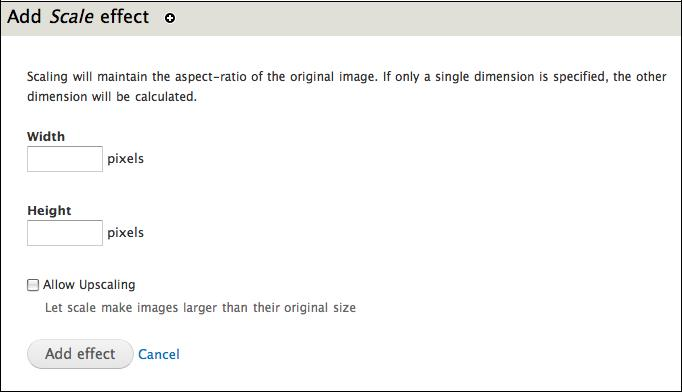 Add Scale effect
Scaling will maintain the aspect-ratio of the original image. If only a single dimension is specified, the other
dimension will be calculated.
Width
pixels
Height
pixels
Allow Upscaling
Let scale make images larger than their original size
Add effect Cancel